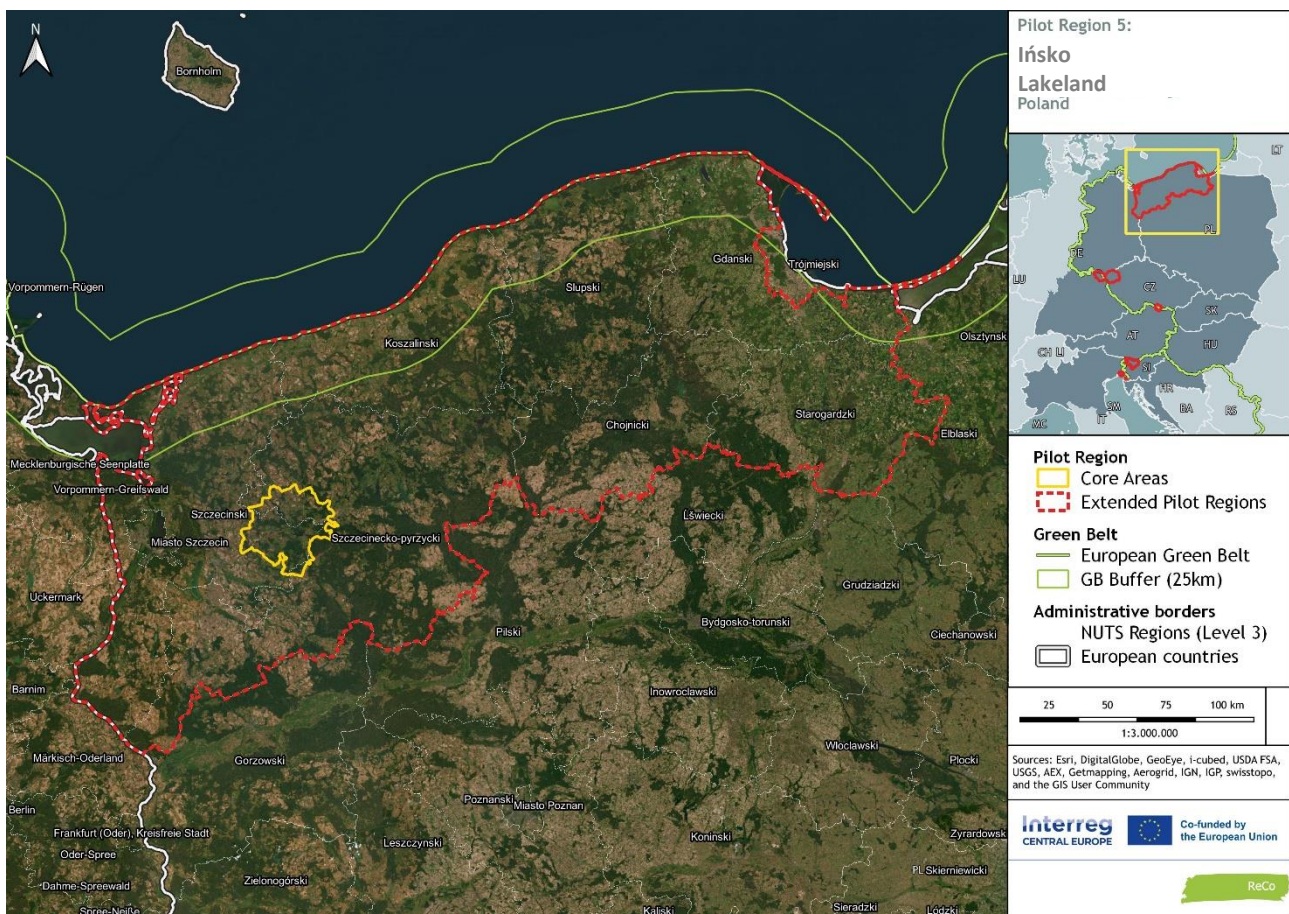 N
Bornholm
Vorpommern-Rügen
Gdanski
Trójmiejski
Slupski
Koszalinski
Olsztynsk
Starogardzki
Chojnicki
Elblaski
Mecklenburgische Seenplatte
Vorpommern-Greifswald
Szczecinski
Miasto Szczecin
Szczecinecko-pyrzycki
Lświecki
Uckermark
Grudziadzki
Bydgosko-torunski
Pilski
Ciechanowski
Barnim
Inowroclawski
Włoclawski
Märkisch-Oderland
Gorzowski
Plocki
Berlin
Poznanski
Miasto Poznan
Frankfurt (Oder), Kreisfreie Stadt
Leszczynski
Koninski
Zyrardowsk
Oder-Spree
Zielonogórski
PL Skierniewicki
Dahme-Spreewald
Spree-Neiße
Kaliski
Sieradzki
Lódzki
Pilot Region 5:
Ińsko
Lakeland
Poland
LT
PL
DE
LU
CZ
SK
AT
HU
CH LI
SI
HR
SM
BA
RS
MC
IT
Pilot Region
Core Areas
Extended Pilot Regions
Green Belt
European Green Belt
GB Buffer (25km)
Administrative borders
NUTS Regions (Level 3)
European countries
25 50 75 100 km
1:3.000.000
Sources: Esri, DigitalGlobe, GeoEye, i-cubed, USDA FSA,
USGS, AEX, Getmapping, Aerogrid, IGN, IGP, swisstopo,
and the GIS User Community
Interreg
CENTRAL EUROPE
Co-funded by
the European Union
ReCo